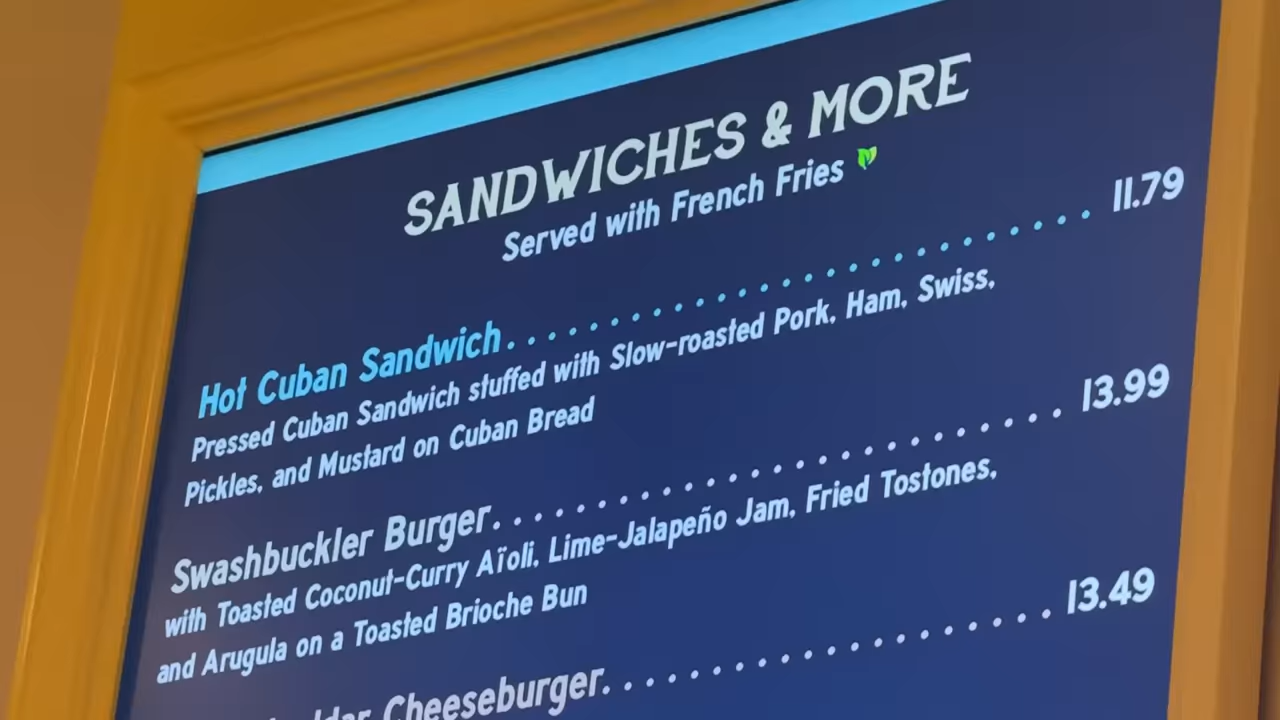 SANDWICHES & MORE
Served with French Fries
Hot Cuban Sandwich........................... 11.79
Pressed Cuban Sandwich stuffed with Slow-roasted Pork, Ham, Swiss,
Pickles, and Mustard on Cuban Bread
Swashbuckler Burger.......................... 13.99
with Toasted Coconut-Curry Aïoli, Lime-Jalapeño Jam, Fried Tostones,
and Arugula on a Toasted Brioche Bun
Cheeseburger..................... 13.49